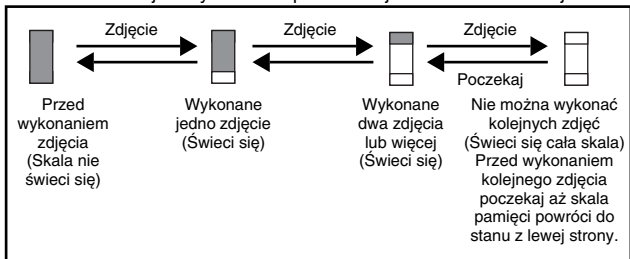 Zdjęcie Zdjęcie Zdjęcie
Poczekaj
Przed
wykonaniem
zdjęcia
(Skala nie
świeci się)
Wykonane
jedno zdjęcie
(Świeci się)
Wykonane
dwa zdjęcia
lub więcej
(Świeci się)
Nie można wykonać
kolejnych zdjęć
(Świeci się cała skala)
Przed wykonaniem
kolejnego zdjęcia
poczekaj aż skala
pamięci powróci do
stanu z lewej strony.